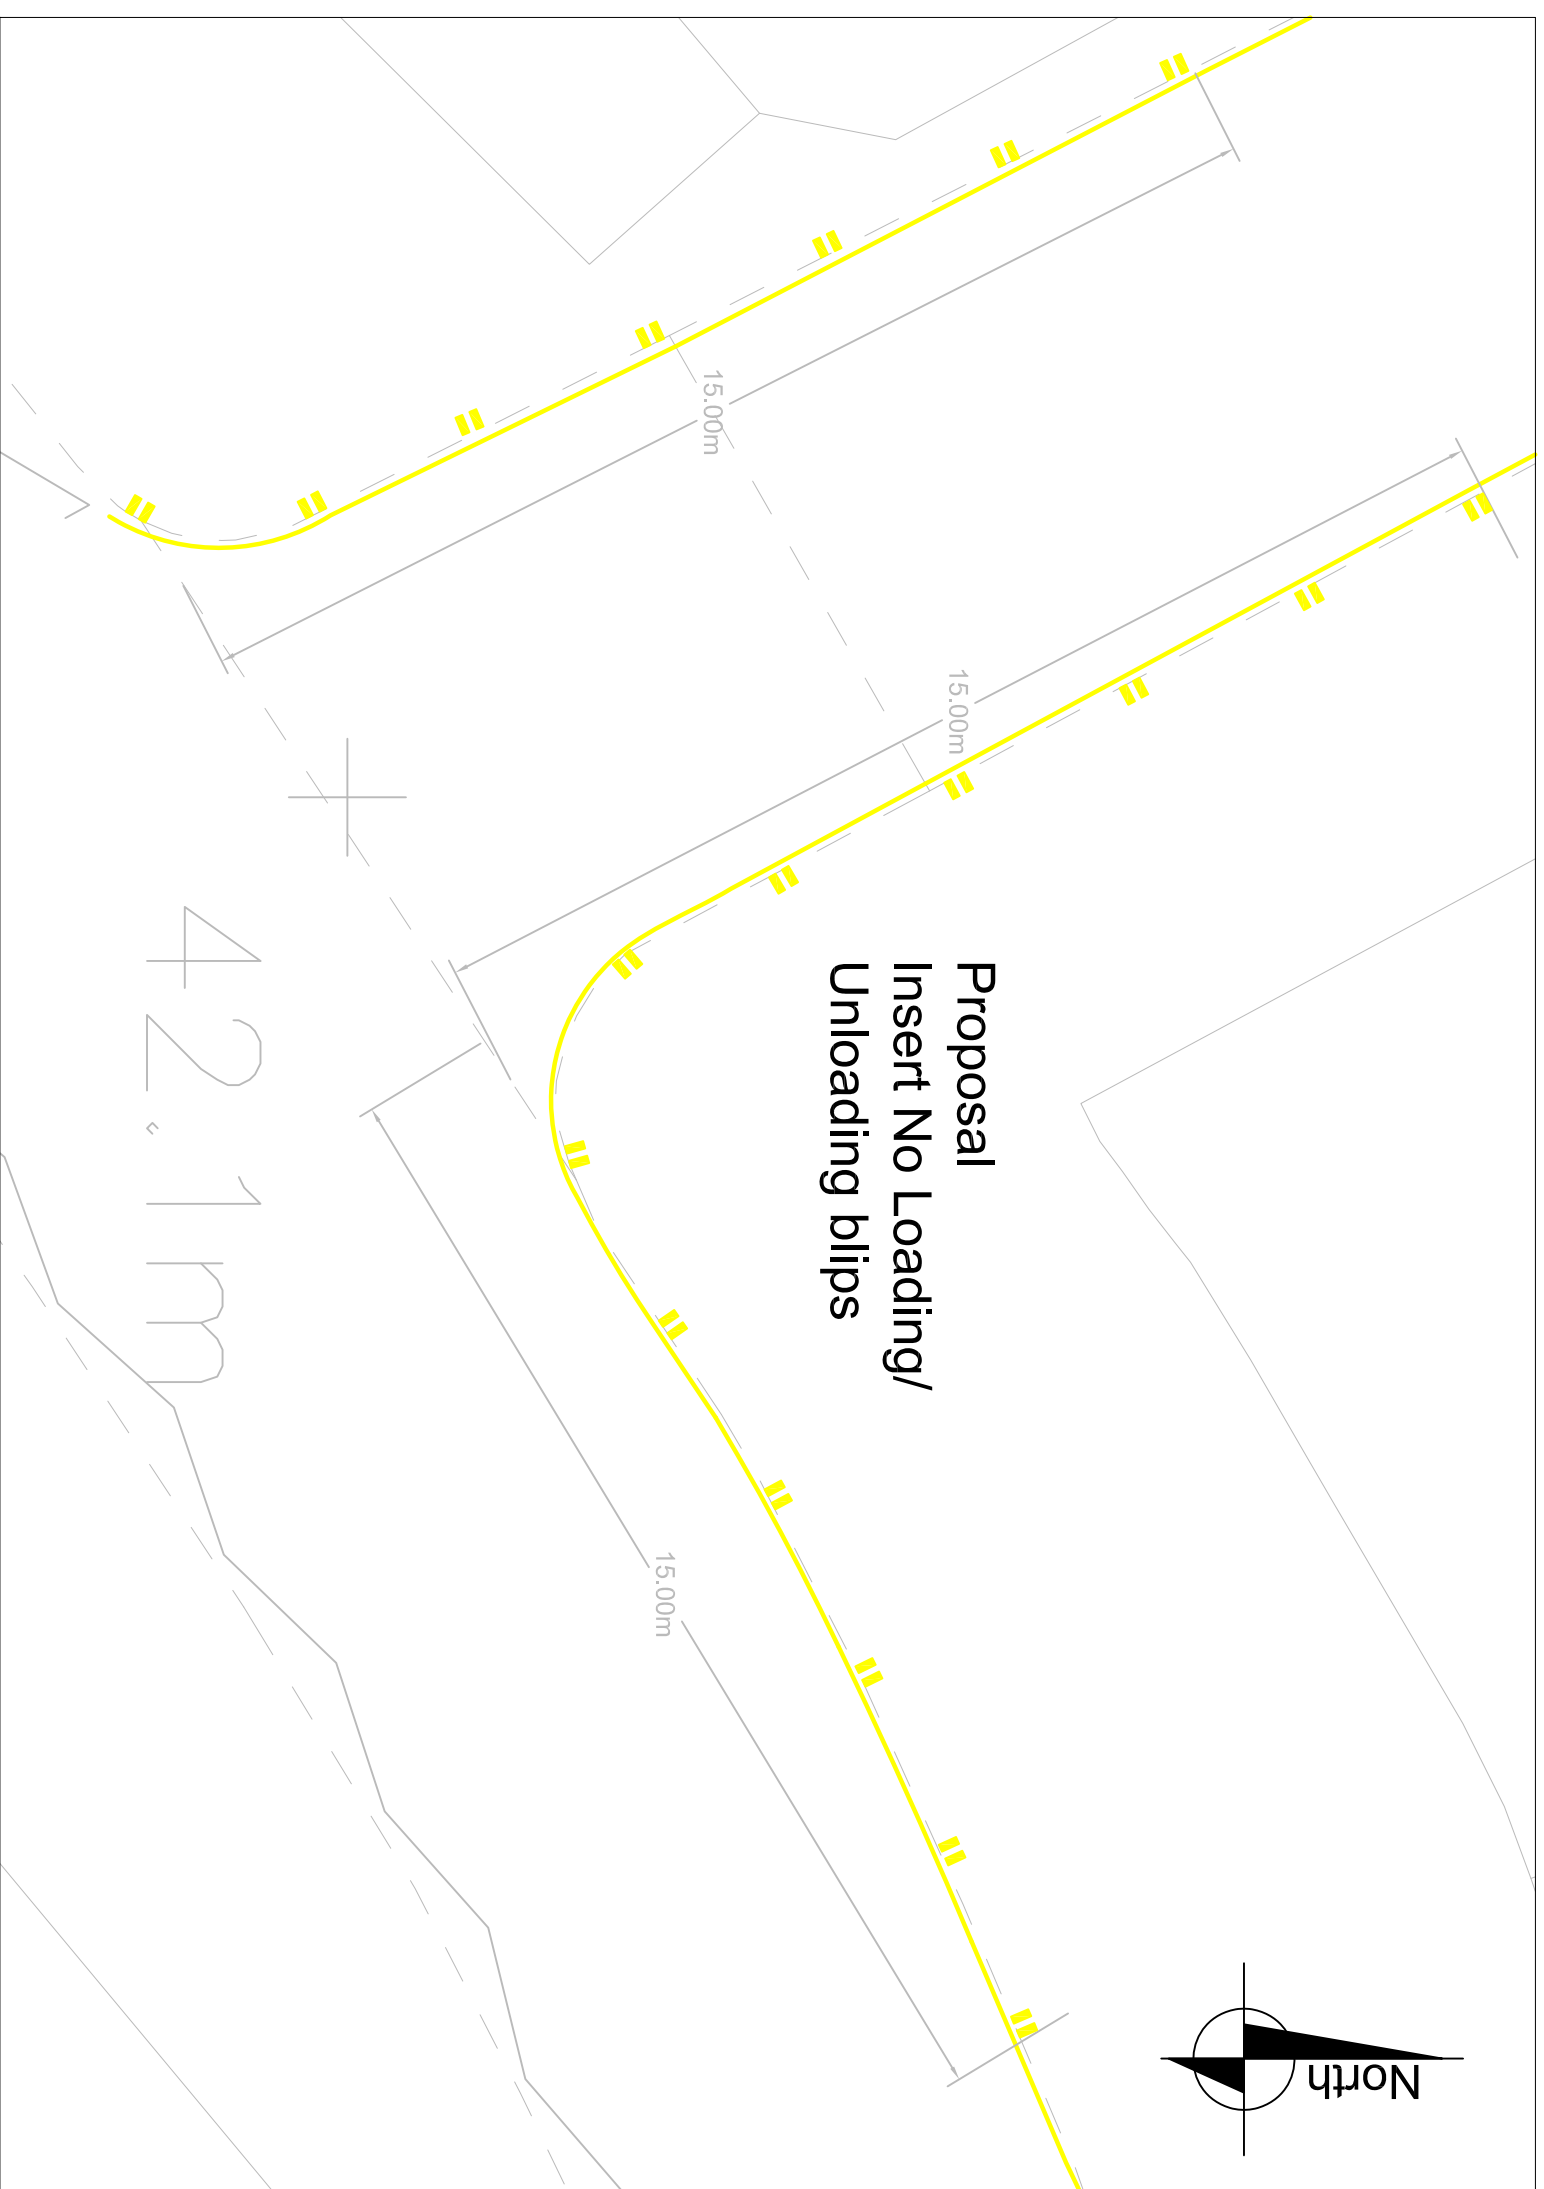 Proposal
Insert No Loading/
Unloading blips
15.00m
15.00m
15.00m
42.1m
North